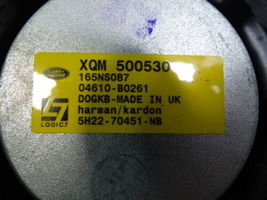 XQM 500530
165NS087
04610-B0261
DOGKB-MADE IN UK
harman/kardon
LOGIC7
5H22-70451-NB